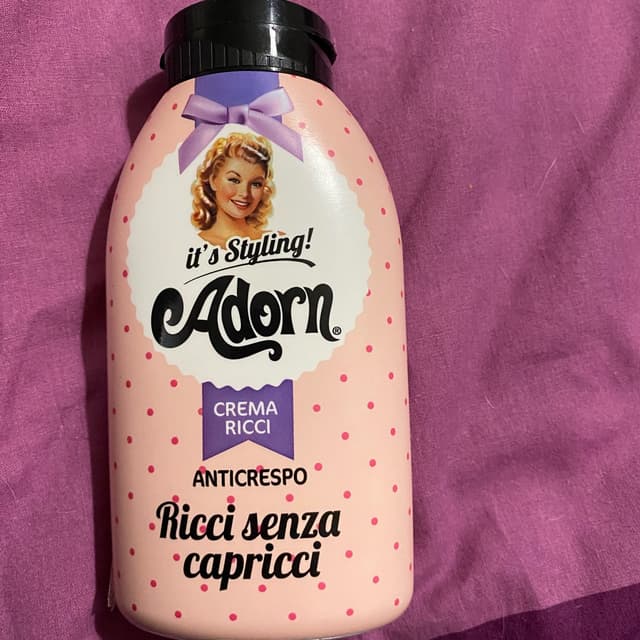 it's Styling!
Adorn®
CREMA
RICCI
ANTICRESPO
Ricci senza
capricci